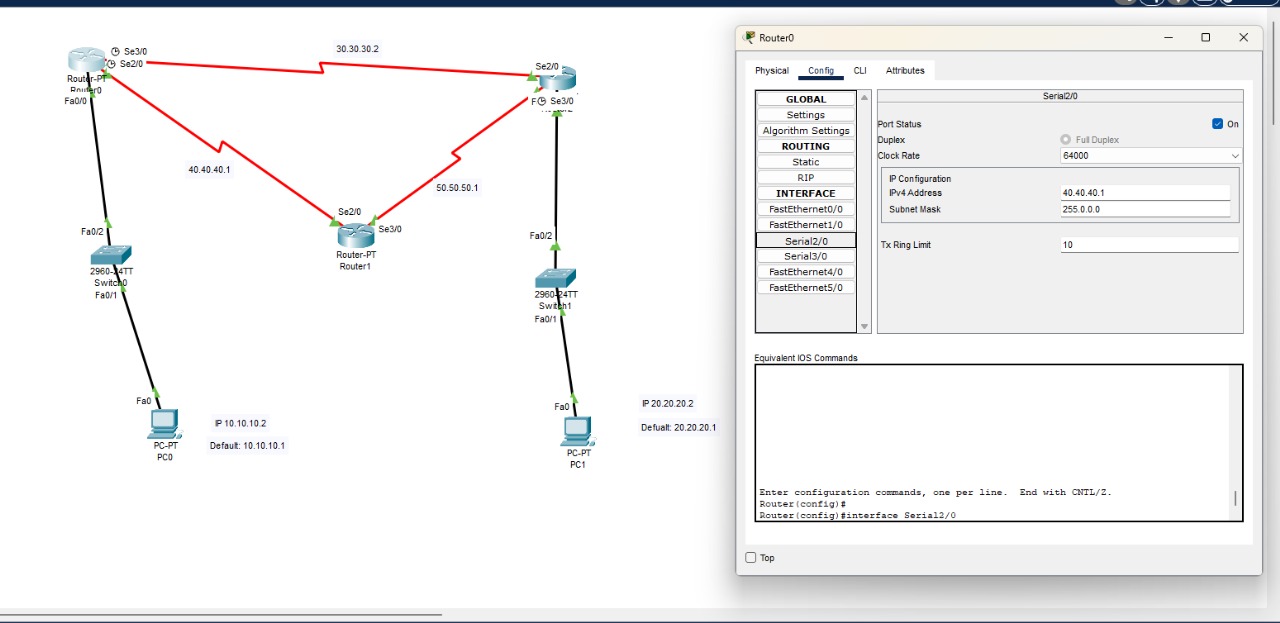 Se3/0
Se2/0
Router-PT
Router0
Fa0/0
30.30.30.2
Se2/0
Se3/0
40.40.40.1
50.50.50.1
Se2/0
Se3/0
Router-PT
Router1
Fa0/2
2960-24TT
Switch0
Fa0/1
Fa0/2
2960-24TT
Switch1
Fa0/1
Fa0
PC-PT
PC0
IP 10.10.10.2
Default: 10.10.10.1
Fa0
PC-PT
PC1
IP 20.20.20.2
Defualt: 20.20.20.1
Router0
Physical Config CLI Attributes
GLOBAL
Settings
Algorithm Settings
ROUTING
Static
RIP
INTERFACE
FastEthernet0/0
FastEthernet1/0
Serial2/0
Serial3/0
FastEthernet4/0
FastEthernet5/0
Serial2/0
Port Status On
Duplex Full Duplex
Clock Rate 64000
IP Configuration
IPv4 Address 40.40.40.1
Subnet Mask 255.0.0.0
Tx Ring Limit 10
Equivalent IOS Commands
Enter configuration commands, one per line. End with CNTL/Z.
Router(config)#
Router(config)#interface Serial2/0
Top